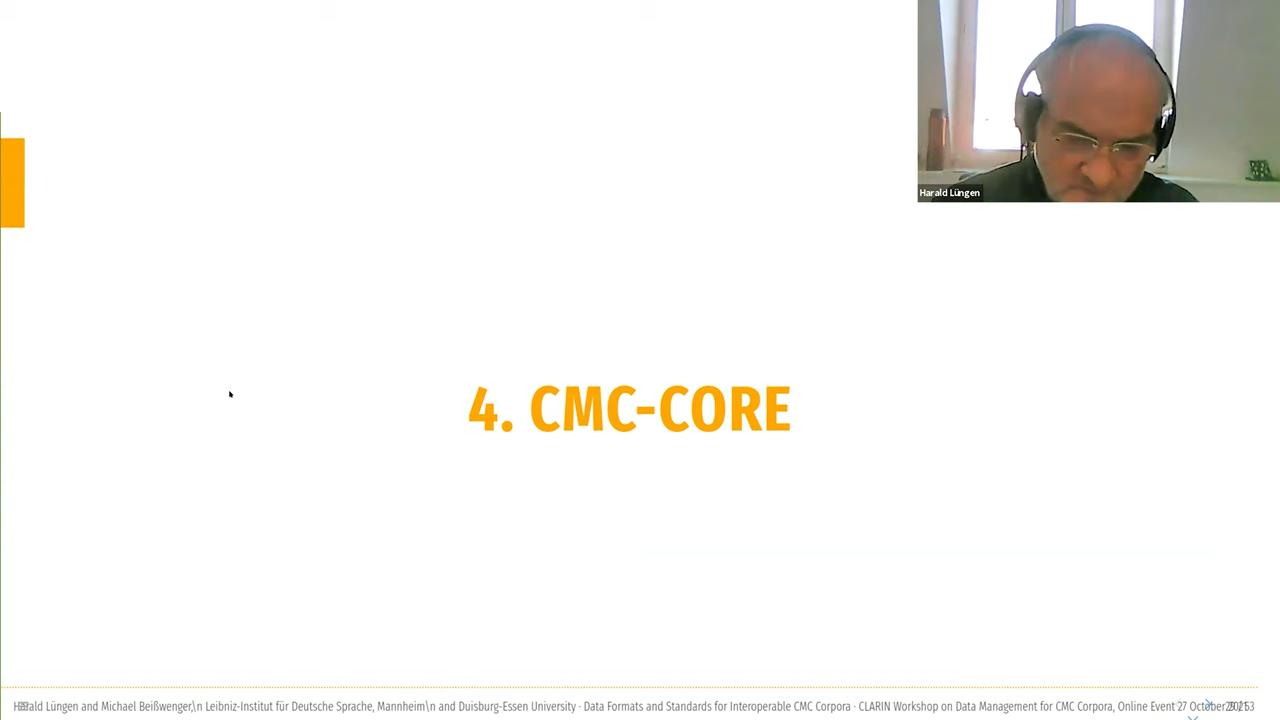 Harald Lüngen
4. CMC-CORE
Harald Lüngen and Michael Beißwenger,\n Leibniz-Institut für Deutsche Sprache, Mannheim\n and Duisburg-Essen University · Data Formats and Standards for Interoperable CMC Corpora · CLARIN Workshop on Data Management for CMC Corpora, Online Event 27 October